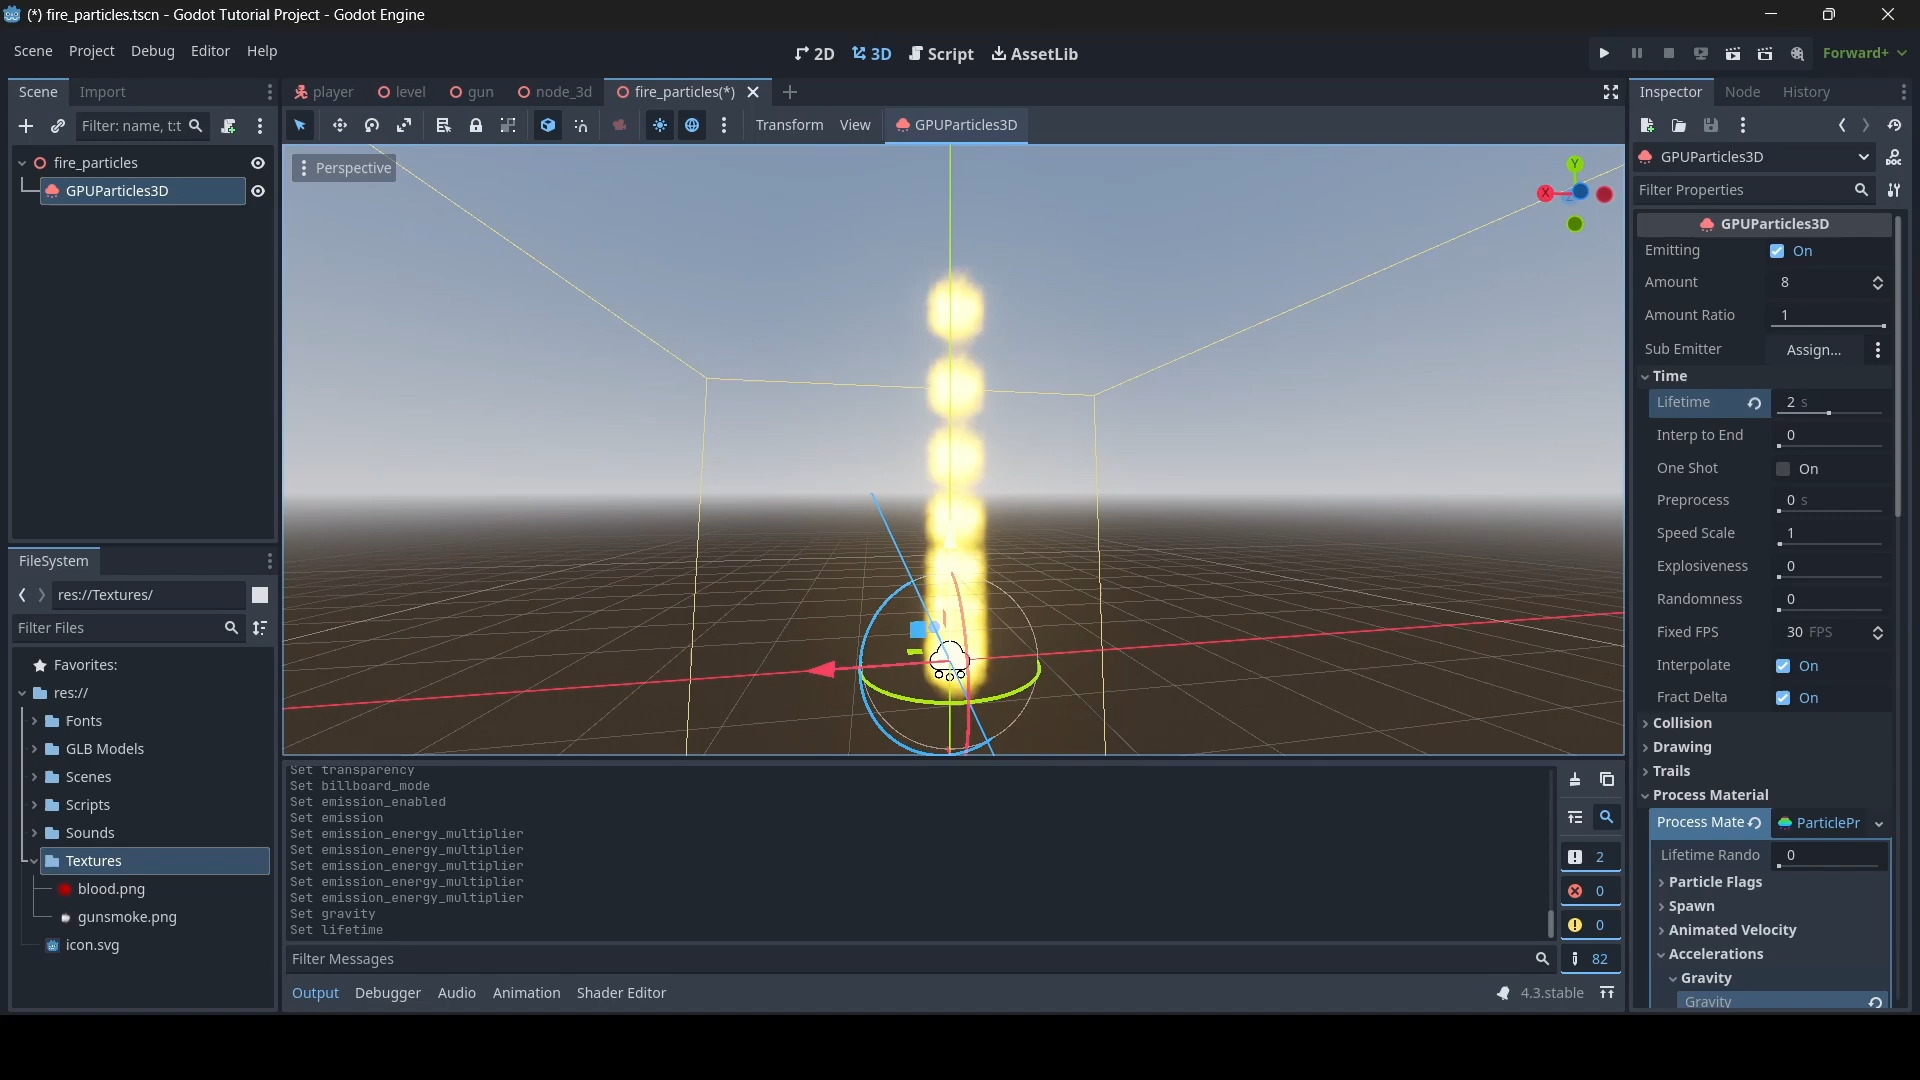 (*) fire_particles.tscn - Godot Tutorial Project - Godot Engine
Scene Project Debug Editor Help
2D 3D Script AssetLib
Forward+
Scene Import
Filter: name, t:t
fire_particles
GPUParticles3D
FileSystem
res://Textures/
Filter Files
Favorites:
res://
Fonts
GLB Models
Scenes
Scripts
Sounds
Textures
blood.png
gunsmoke.png
icon.svg
player level gun node_3d fire_particles(*)
Transform View GPUParticles3D
Perspective
Y
X
Z
Set transparency
Set billboard_mode
Set emission_enabled
Set emission
Set emission_energy_multiplier
Set emission_energy_multiplier
Set emission_energy_multiplier
Set emission_energy_multiplier
Set emission_energy_multiplier
Set gravity
Set lifetime
2
0
0
82
Filter Messages
Output Debugger Audio Animation Shader Editor
4.3.stable
Inspector Node History
GPUParticles3D
Filter Properties
GPUParticles3D
Emitting On
Amount 8
Amount Ratio 1
Sub Emitter Assign...
Time
Lifetime 2 s
Interp to End 0
One Shot On
Preprocess 0 s
Speed Scale 1
Explosiveness 0
Randomness 0
Fixed FPS 30 FPS
Interpolate On
Fract Delta On
Collision
Drawing
Trails
Process Material
Process Mate ParticlePr
Lifetime Rando 0
Particle Flags
Spawn
Animated Velocity
Accelerations
Gravity
Gravity